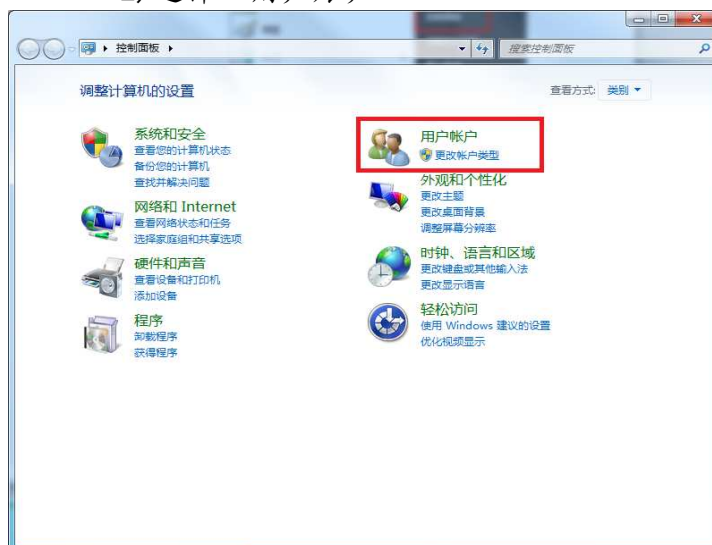 控制面板
搜索控制面板
调整计算机的设置
查看方式: 类别
系统和安全
查看您的计算机状态
备份您的计算机
查找并解决问题
网络和 Internet
查看网络状态和任务
选择家庭组和共享选项
硬件和声音
查看设备和打印机
添加设备
程序
卸载程序
获得程序
用户帐户
更改帐户类型
外观和个性化
更改主题
更改桌面背景
调整屏幕分辨率
时钟、语言和区域
更改键盘或其他输入法
更改显示语言
轻松访问
使用 Windows 建议的设置
优化视频显示